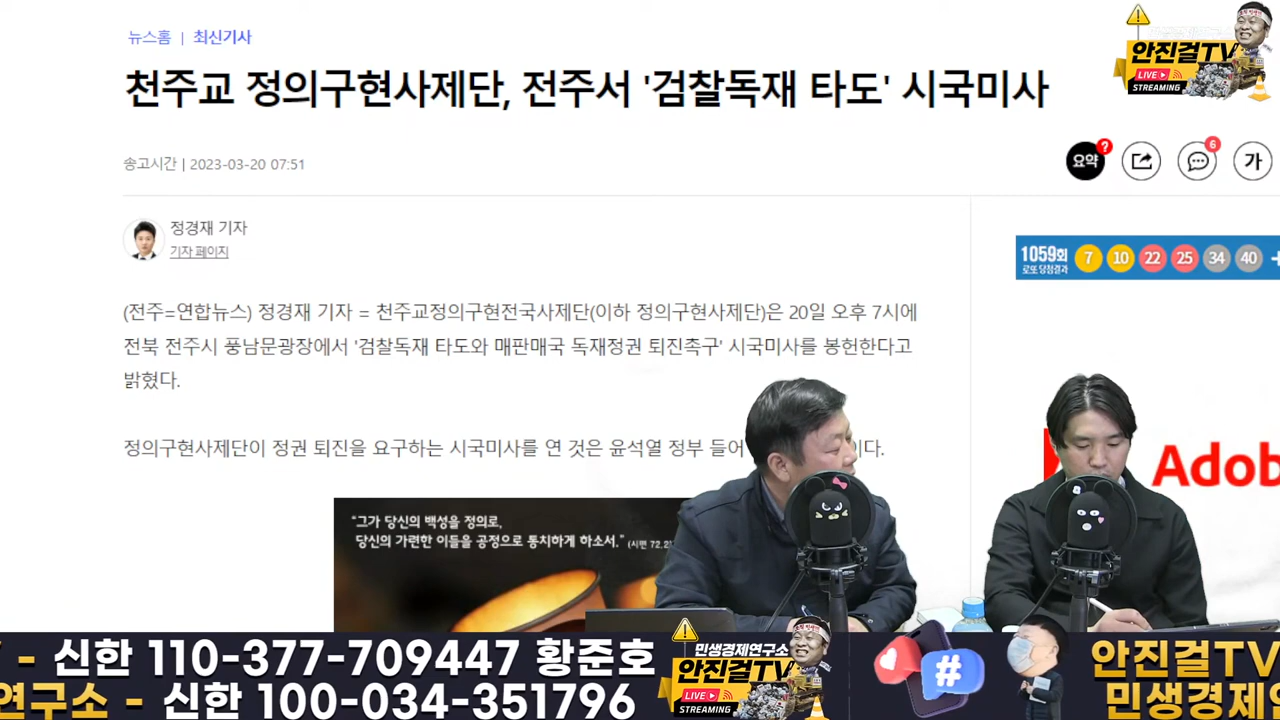 뉴스홈 | 최신기사
천주교 정의구현사제단, 전주서 '검찰독재 타도' 시국미사
송고시간 | 2023-03-20 07:51
요약 ?
6
가
정경재 기자
기자 페이지
(전주=연합뉴스) 정경재 기자 = 천주교정의구현전국사제단(이하 정의구현사제단)은 20일 오후 7시에
전북 전주시 풍남문광장에서 '검찰독재 타도와 매판매국 독재정권 퇴진촉구' 시국미사를 봉헌한다고
밝혔다.
정의구현사제단이 정권 퇴진을 요구하는 시국미사를 연 것은 윤석열 정부 들어 이다.
"그가 당신의 백성을 정의로,
당신의 가련한 이들을 공정으로 통치하게 하소서." (시편 72,2)
1059회
로또 당첨결과
7 10 22 25 34 40 +
Adob
안진걸TV
LIVE
STREAMING
- 신한 110-377-709447 황준호
연구소 - 신한 100-034-351796
민생경제연구소
안진걸TV
LIVE
STREAMING
#
안진걸TV
민생경제연